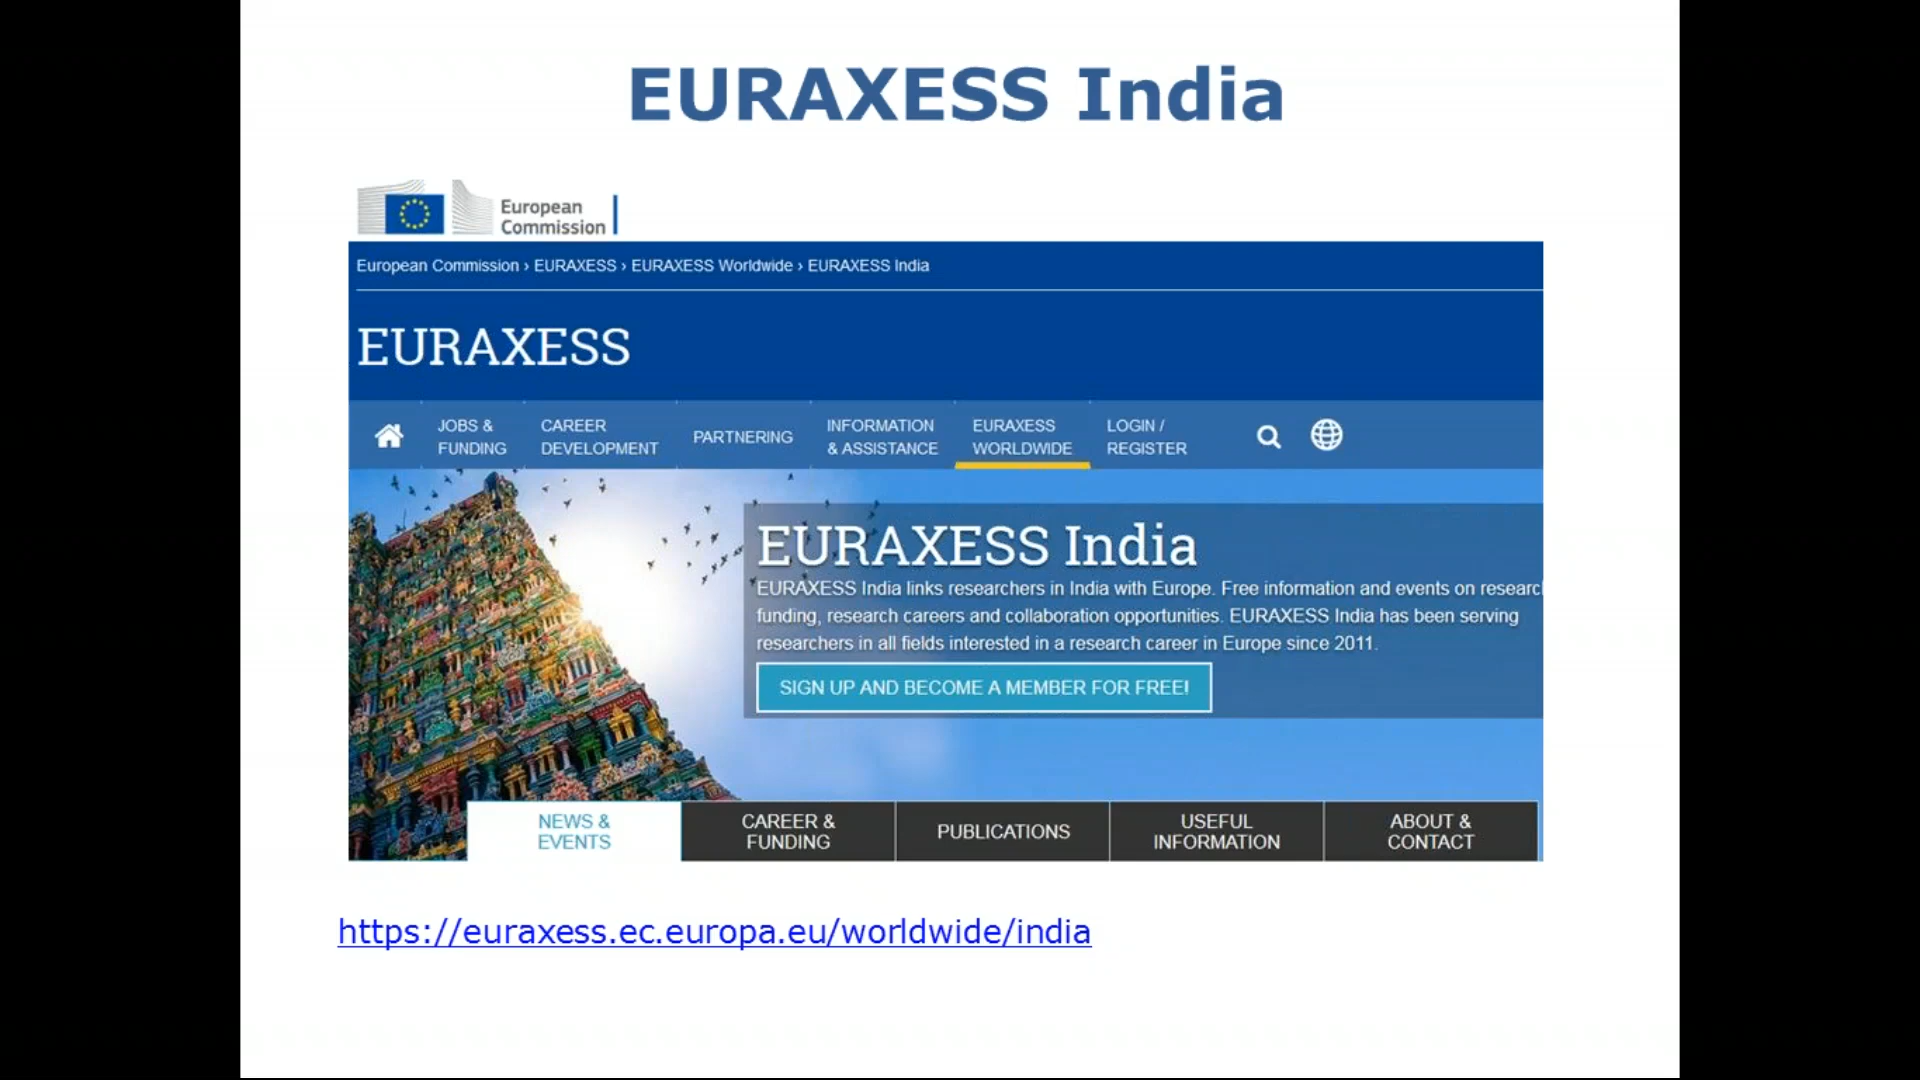 EURAXESS India
European
Commission
European Commission › EURAXESS › EURAXESS Worldwide › EURAXESS India
EURAXESS
JOBS &
FUNDING
CAREER
DEVELOPMENT
PARTNERING
INFORMATION
& ASSISTANCE
EURAXESS
WORLDWIDE
LOGIN /
REGISTER
EURAXESS India
EURAXESS India links researchers in India with Europe. Free information and events on researc
funding, research careers and collaboration opportunities. EURAXESS India has been serving
researchers in all fields interested in a research career in Europe since 2011.
SIGN UP AND BECOME A MEMBER FOR FREE!
NEWS &
EVENTS
CAREER &
FUNDING
PUBLICATIONS
USEFUL
INFORMATION
ABOUT &
CONTACT
https://euraxess.ec.europa.eu/worldwide/india